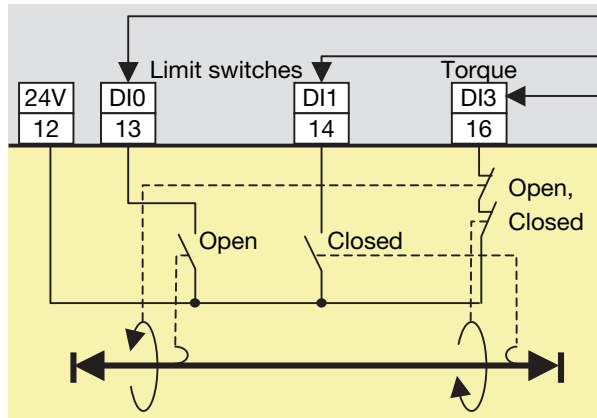 Limit switches
Torque
24V
DI0
DI1
DI3
12
13
14
16
Open,
Closed
Open
Closed